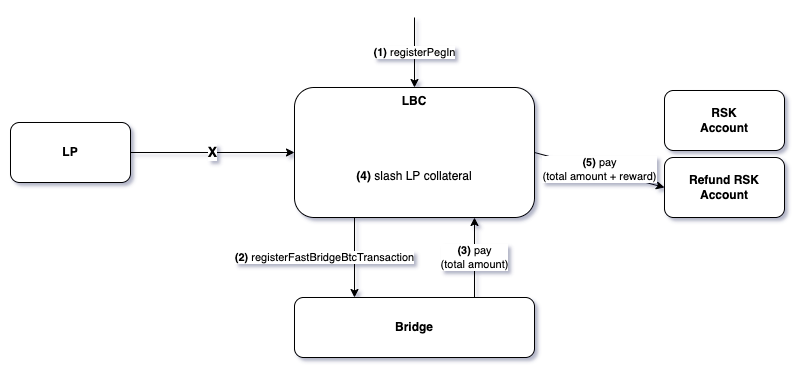 (1) registerPegIn
LBC
RSK
Account
LP
X
(4) slash LP collateral
(5) pay
(total amount + reward)
Refund RSK
Account
(2) registerFastBridgeBtcTransaction
(3) pay
(total amount)
Bridge